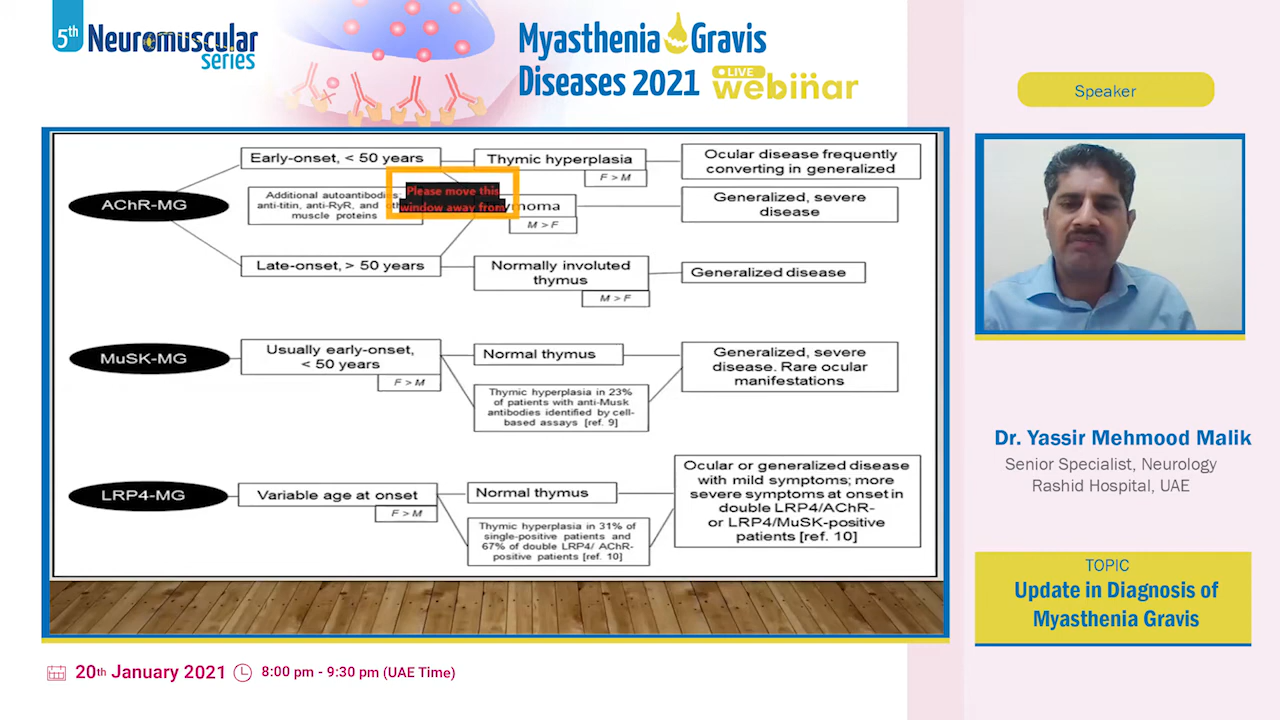 5th Neuromuscular
series
Myasthenia Gravis
Diseases 2021 LIVE webinar
Speaker
AChR-MG
Early-onset, < 50 years
Additional autoantibodies:
anti-titin, anti-RyR, and
muscle proteins
Late-onset, > 50 years
Please move this
window away from
Thymic hyperplasia
F > M
M > F
Normally involuted
thymus
M > F
Ocular disease frequently
converting in generalized
Generalized, severe
disease
Generalized disease
MuSK-MG
Usually early-onset,
< 50 years
F > M
Normal thymus
Thymic hyperplasia in 23%
of patients with anti-Musk
antibodies identified by cell-
based assays [ref. 9]
Generalized, severe
disease. Rare ocular
manifestations
LRP4-MG
Variable age at onset
F > M
Normal thymus
Thymic hyperplasia in 31% of
single-positive patients and
67% of double LRP4/ AChR-
positive patients [ref. 10]
Ocular or generalized disease
with mild symptoms; more
severe symptoms at onset in
double LRP4/AChR-
or LRP4/MuSK-positive
patients [ref. 10]
Dr. Yassir Mehmood Malik
Senior Specialist, Neurology
Rashid Hospital, UAE
TOPIC
Update in Diagnosis of
Myasthenia Gravis
20th January 2021
8:00 pm - 9:30 pm (UAE Time)